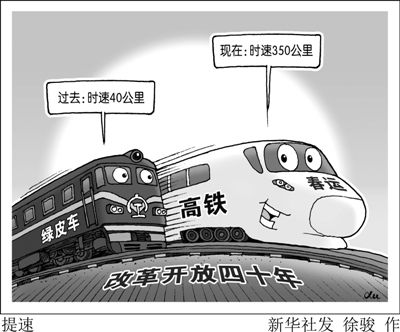 现在：时速350公里
过去：时速40公里
绿皮车
高铁
春运
改革开放四十年
提速
新华社发 徐骏 作